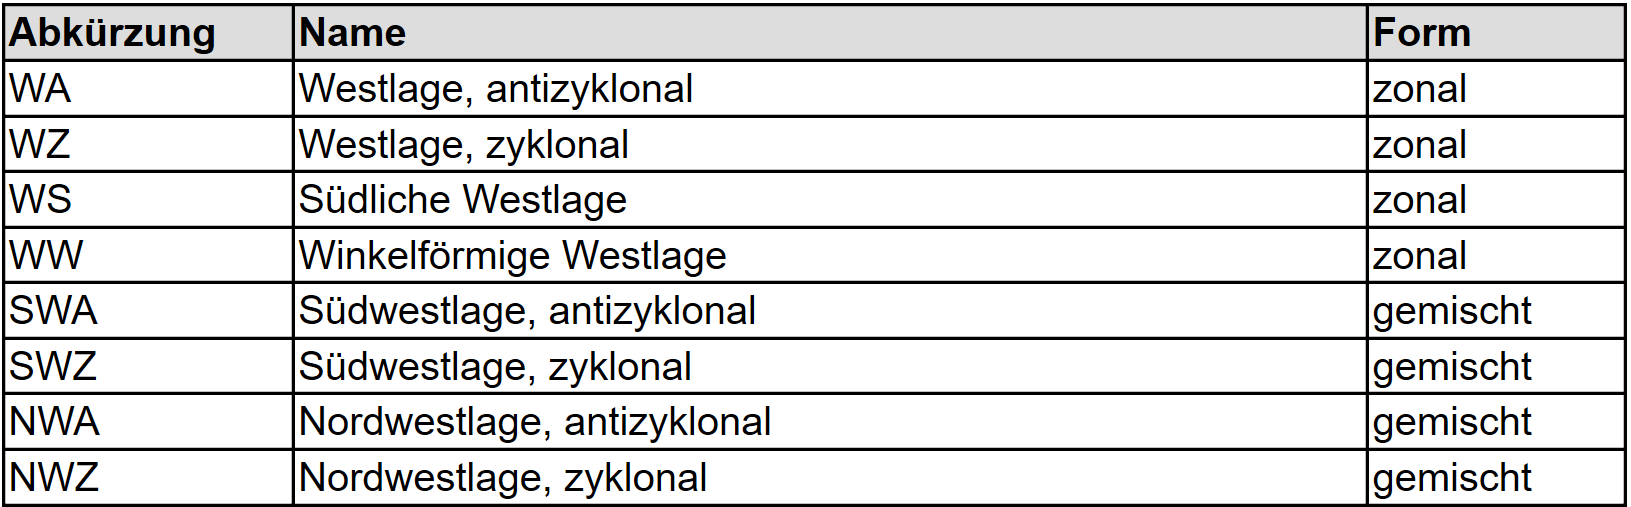 Abkürzung Name Form
WA Westlage, antizyklonal zonal
WZ Westlage, zyklonal zonal
WS Südliche Westlage zonal
WW Winkelförmige Westlage zonal
SWA Südwestlage, antizyklonal gemischt
SWZ Südwestlage, zyklonal gemischt
NWA Nordwestlage, antizyklonal gemischt
NWZ Nordwestlage, zyklonal gemischt